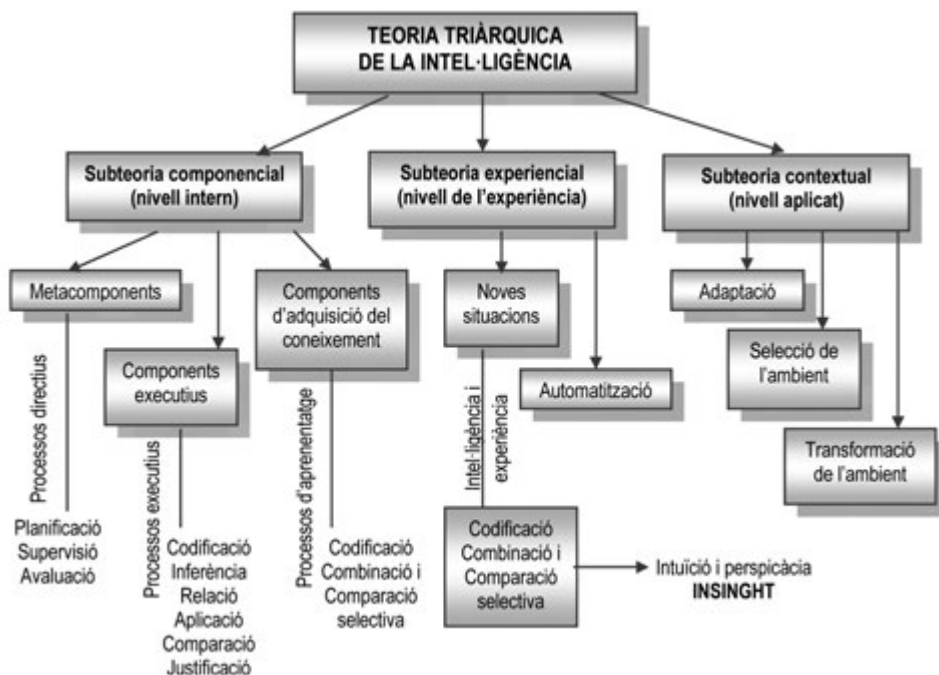 TEORIA TRIÀRQUICA
DE LA INTEL·LIGÈNCIA
Subteoria componencial
(nivell intern)
Subteoria experiencial
(nivell de l'experiència)
Subteoria contextual
(nivell aplicat)
Metacomponents
Components
executius
Components
d'adquisició del
coneixement
Noves
situacions
Automatització
Adaptació
Selecció de
l'ambient
Transformació
de l'ambient
Processos directius
Planificació
Supervisió
Avaluació
Processos executius
Codificació
Inferència
Relació
Aplicació
Comparació
Justificació
Processos d'aprenentatge
Codificació
Combinació i
Comparació
selectiva
Intel·ligència i
experiència
Codificació
Combinació i
Comparació
selectiva
Intuïció i perspicàcia
INSINGHT